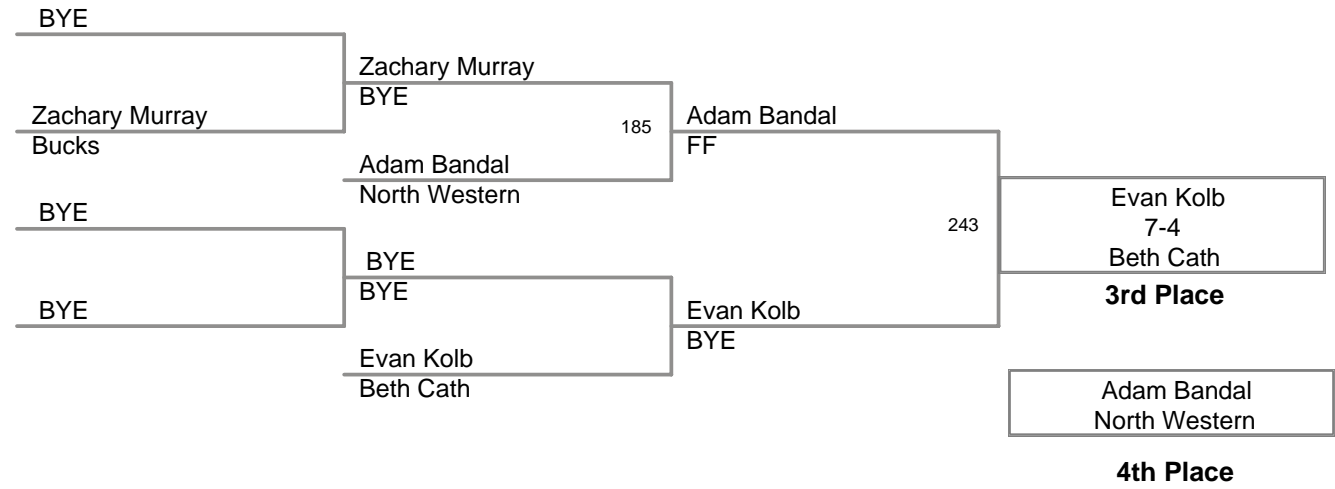 BYE
Zachary Murray
Bucks
BYE
BYE
Zachary Murray
BYE
Adam Bandal
North Western
BYE
BYE
Evan Kolb
Beth Cath
185
Adam Bandal
FF
Evan Kolb
BYE
243
Evan Kolb
7-4
Beth Cath
3rd Place
Adam Bandal
North Western
4th Place